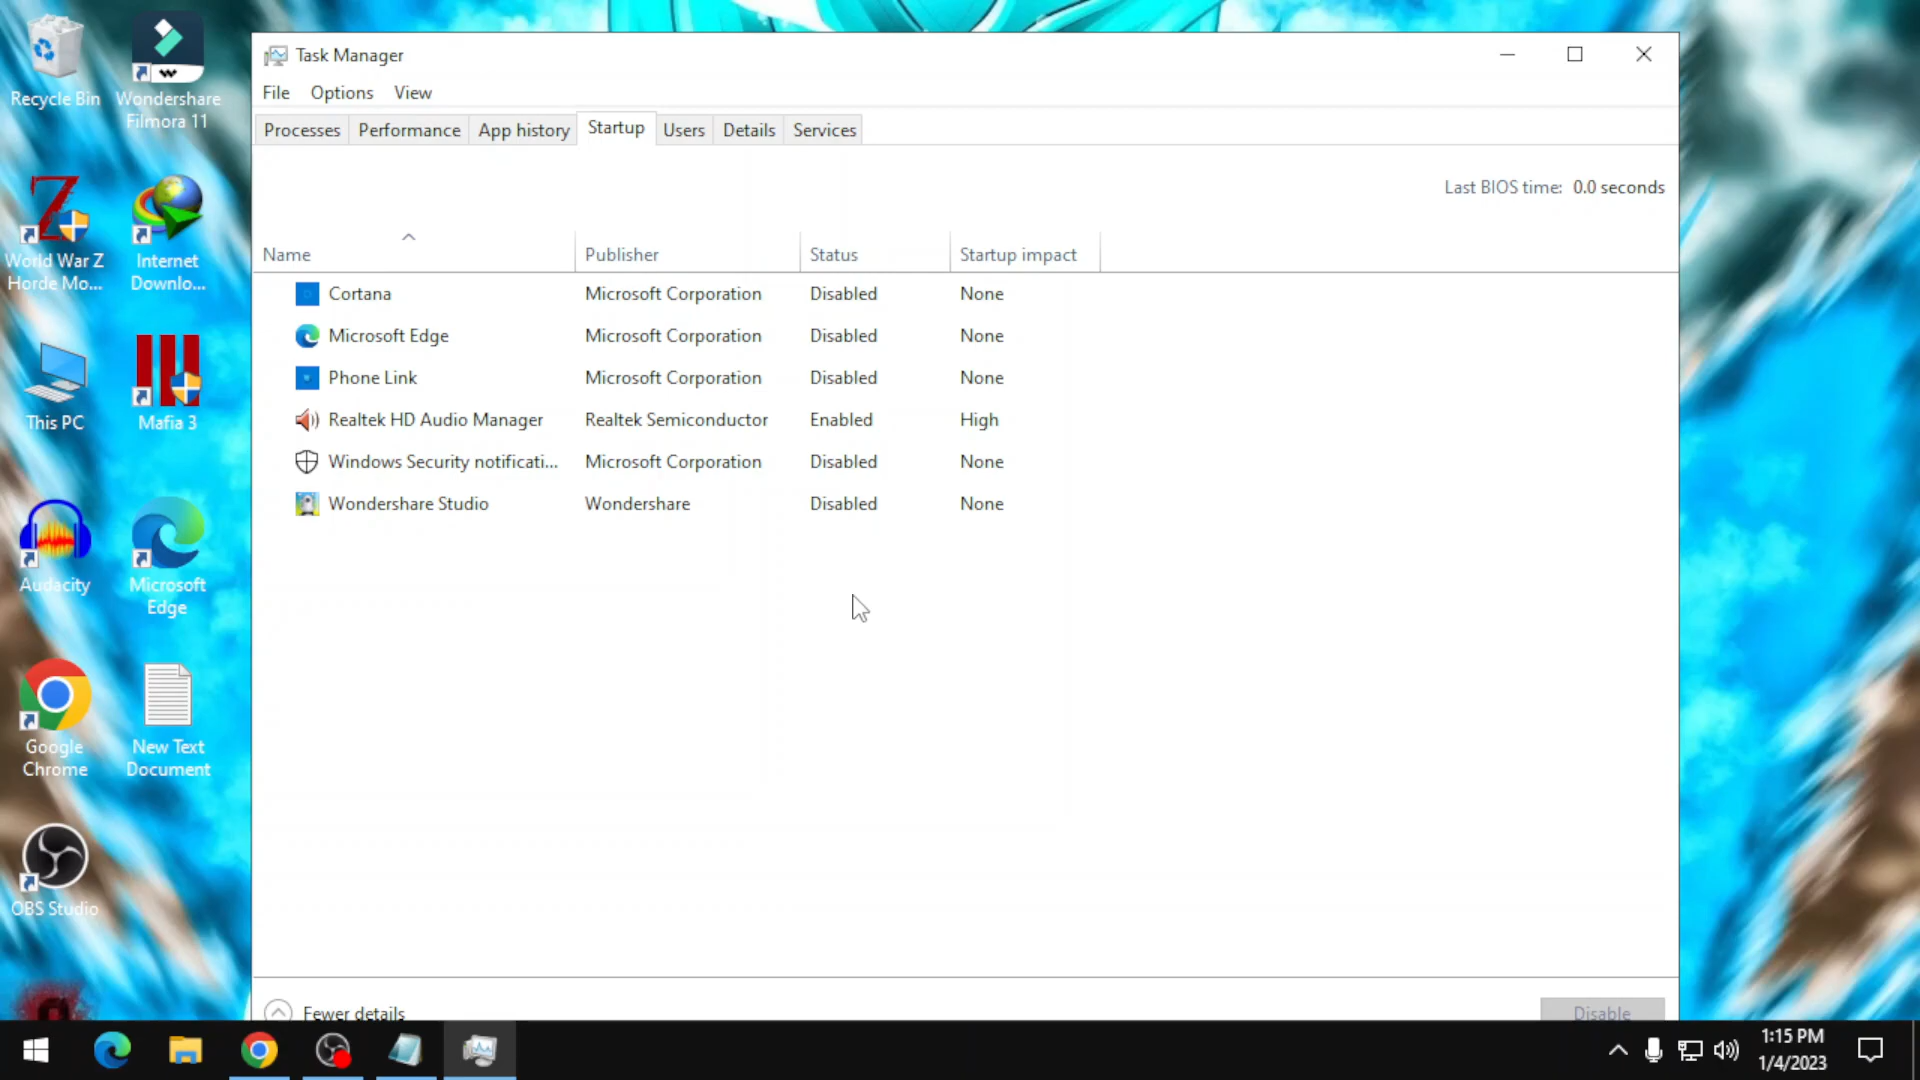 Recycle Bin
Wondershare
Filmora 11
World War Z
Horde Mo...
Internet
Downlo...
This PC
Mafia 3
Audacity
Microsoft
Edge
Google
Chrome
New Text
Document
OBS Studio
Task Manager
File Options View
Processes Performance App history Startup Users Details Services
Last BIOS time: 0.0 seconds
Name Publisher Status Startup impact
Cortana Microsoft Corporation Disabled None
Microsoft Edge Microsoft Corporation Disabled None
Phone Link Microsoft Corporation Disabled None
Realtek HD Audio Manager Realtek Semiconductor Enabled High
Windows Security notificati... Microsoft Corporation Disabled None
Wondershare Studio Wondershare Disabled None
Fewer details Disable
1:15 PM
1/4/2023